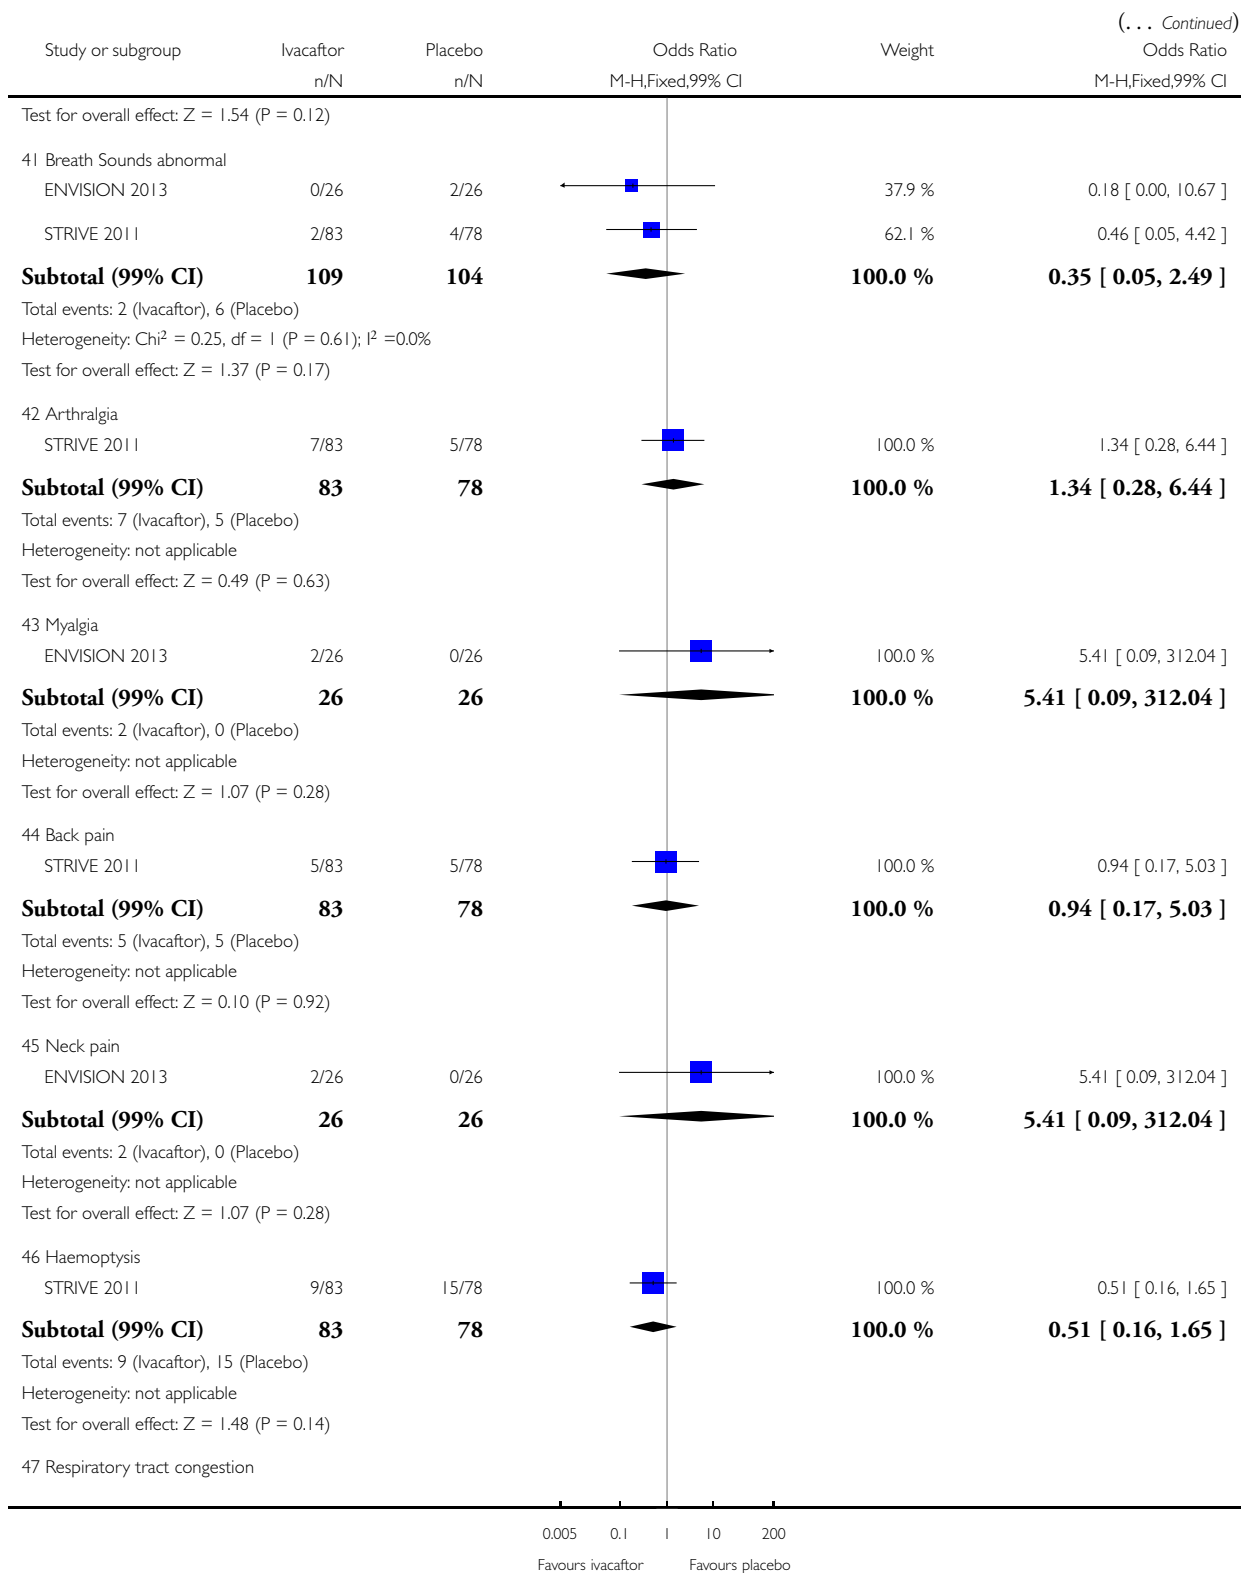 (... Continued)
Study or subgroup Ivacaftor Placebo Odds Ratio Weight Odds Ratio
n/N n/N M-H,Fixed,99% CI M-H,Fixed,99% CI
Test for overall effect: Z = 1.54 (P = 0.12)
41 Breath Sounds abnormal
ENVISION 2013 0/26 2/26 37.9 % 0.18 [ 0.00, 10.67 ]
STRIVE 2011 2/83 4/78 62.1 % 0.46 [ 0.05, 4.42 ]
Subtotal (99% CI) 109 104 100.0 % 0.35 [ 0.05, 2.49 ]
Total events: 2 (Ivacaftor), 6 (Placebo)
Heterogeneity: Chi² = 0.25, df = 1 (P = 0.61); I² =0.0%
Test for overall effect: Z = 1.37 (P = 0.17)
42 Arthralgia
STRIVE 2011 7/83 5/78 100.0 % 1.34 [ 0.28, 6.44 ]
Subtotal (99% CI) 83 78 100.0 % 1.34 [ 0.28, 6.44 ]
Total events: 7 (Ivacaftor), 5 (Placebo)
Heterogeneity: not applicable
Test for overall effect: Z = 0.49 (P = 0.63)
43 Myalgia
ENVISION 2013 2/26 0/26 100.0 % 5.41 [ 0.09, 312.04 ]
Subtotal (99% CI) 26 26 100.0 % 5.41 [ 0.09, 312.04 ]
Total events: 2 (Ivacaftor), 0 (Placebo)
Heterogeneity: not applicable
Test for overall effect: Z = 1.07 (P = 0.28)
44 Back pain
STRIVE 2011 5/83 5/78 100.0 % 0.94 [ 0.17, 5.03 ]
Subtotal (99% CI) 83 78 100.0 % 0.94 [ 0.17, 5.03 ]
Total events: 5 (Ivacaftor), 5 (Placebo)
Heterogeneity: not applicable
Test for overall effect: Z = 0.10 (P = 0.92)
45 Neck pain
ENVISION 2013 2/26 0/26 100.0 % 5.41 [ 0.09, 312.04 ]
Subtotal (99% CI) 26 26 100.0 % 5.41 [ 0.09, 312.04 ]
Total events: 2 (Ivacaftor), 0 (Placebo)
Heterogeneity: not applicable
Test for overall effect: Z = 1.07 (P = 0.28)
46 Haemoptysis
STRIVE 2011 9/83 15/78 100.0 % 0.51 [ 0.16, 1.65 ]
Subtotal (99% CI) 83 78 100.0 % 0.51 [ 0.16, 1.65 ]
Total events: 9 (Ivacaftor), 15 (Placebo)
Heterogeneity: not applicable
Test for overall effect: Z = 1.48 (P = 0.14)
47 Respiratory tract congestion
0.005 0.1 1 10 200
Favours ivacaftor Favours placebo